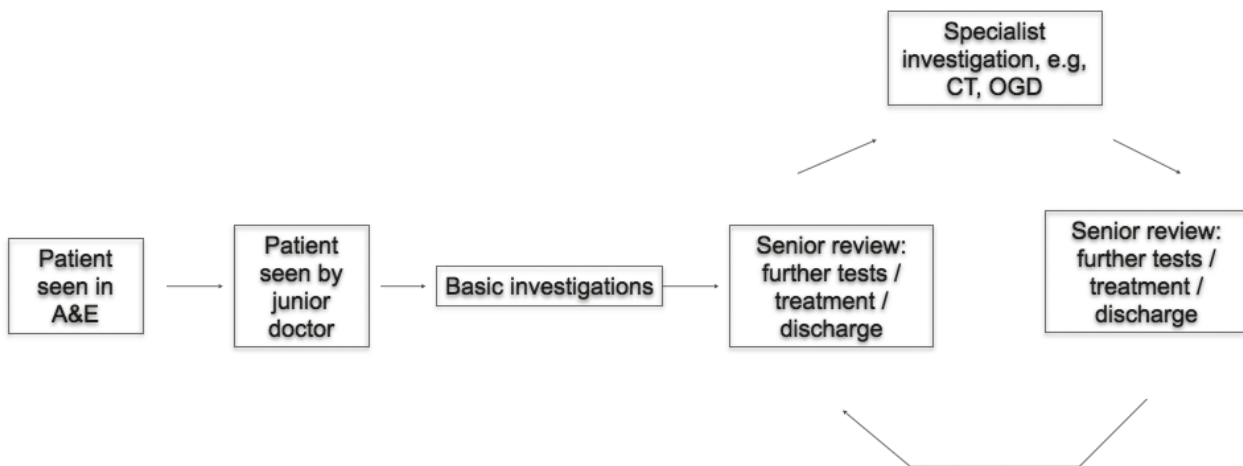 Patient
seen in
A&E
Patient
seen by
junior
doctor
Basic investigations
Senior review:
further tests /
treatment /
discharge
Specialist
investigation, e.g,
CT, OGD
Senior review:
further tests /
treatment /
discharge